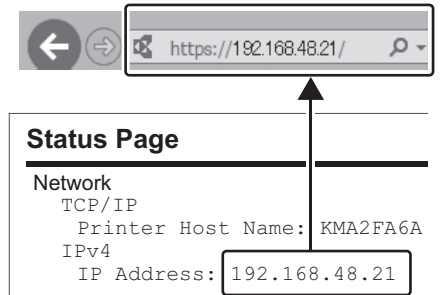 https://192.168.48.21/
Status Page
Network
TCP/IP
Printer Host Name: KMA2FA6A
IPv4
IP Address: 192.168.48.21